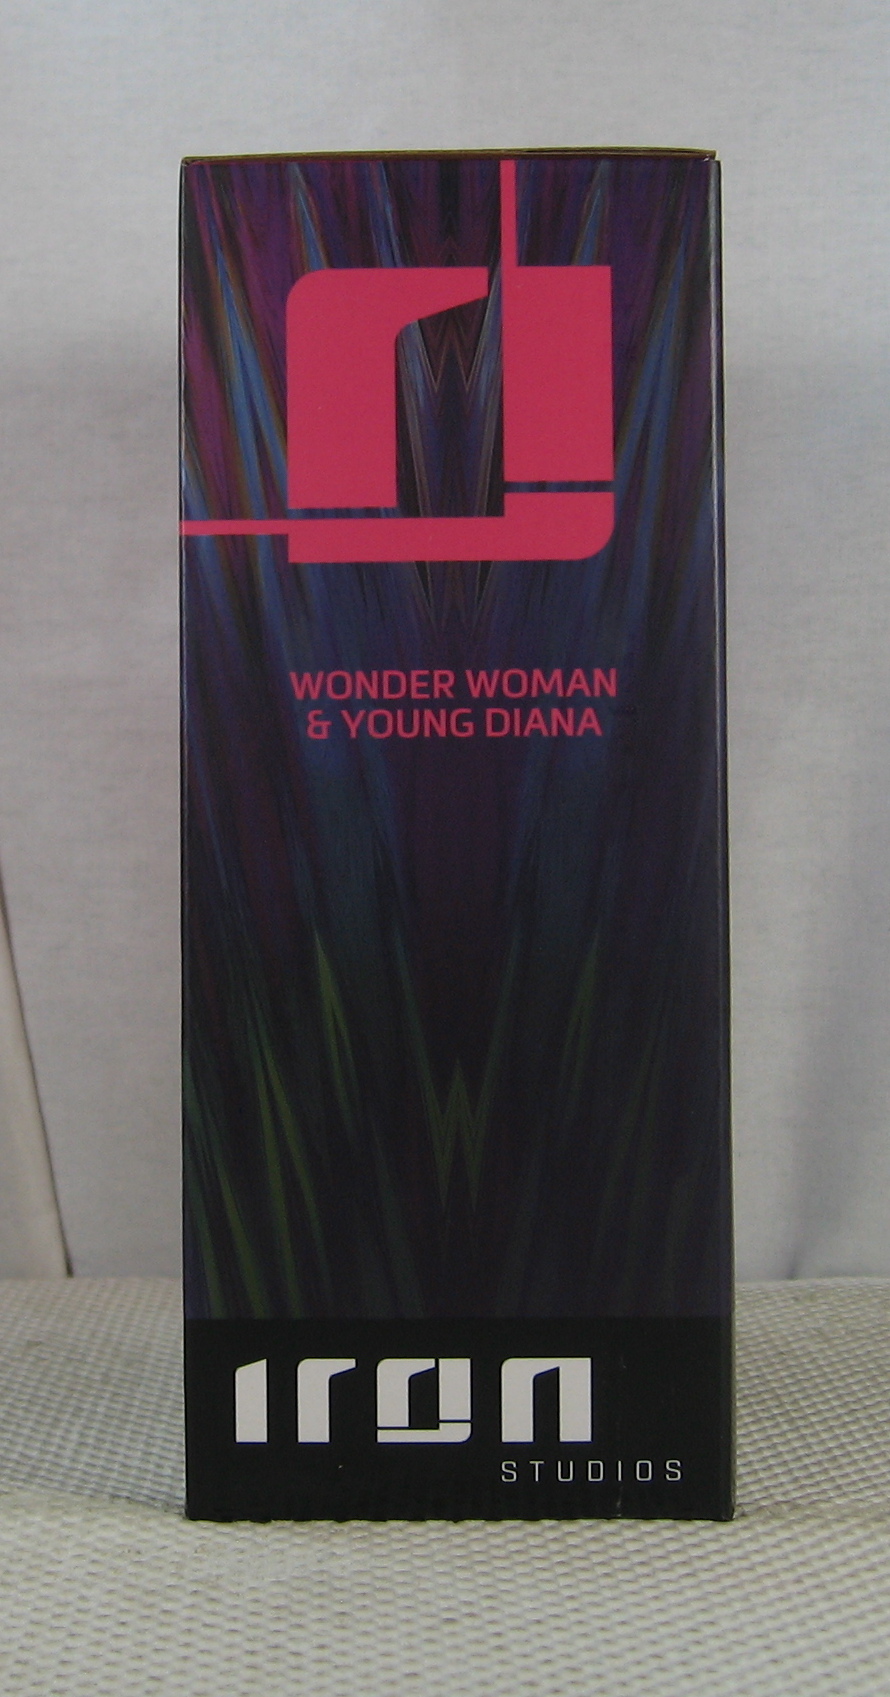 WONDER WOMAN
& YOUNG DIANA
Iron
STUDIOS